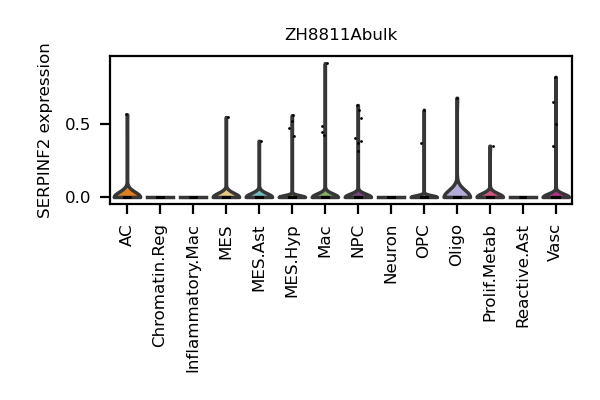 ZH8811Abulk
SERPINF2 expression
0.5
0.0
AC
Chromatin.Reg
Inflammatory.Mac
MES
MES.Ast
MES.Hyp
Mac
NPC
Neuron
OPC
Oligo
Prolif.Metab
Reactive.Ast
Vasc